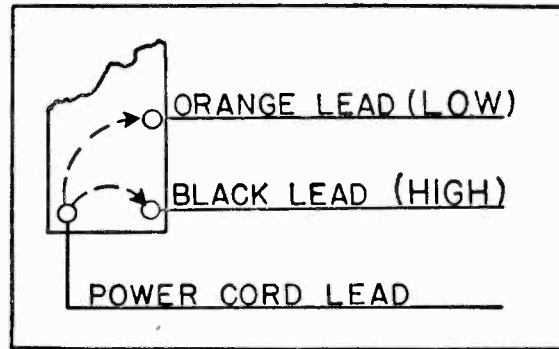 ORANGE LEAD (LOW)
BLACK LEAD (HIGH)
POWER CORD LEAD